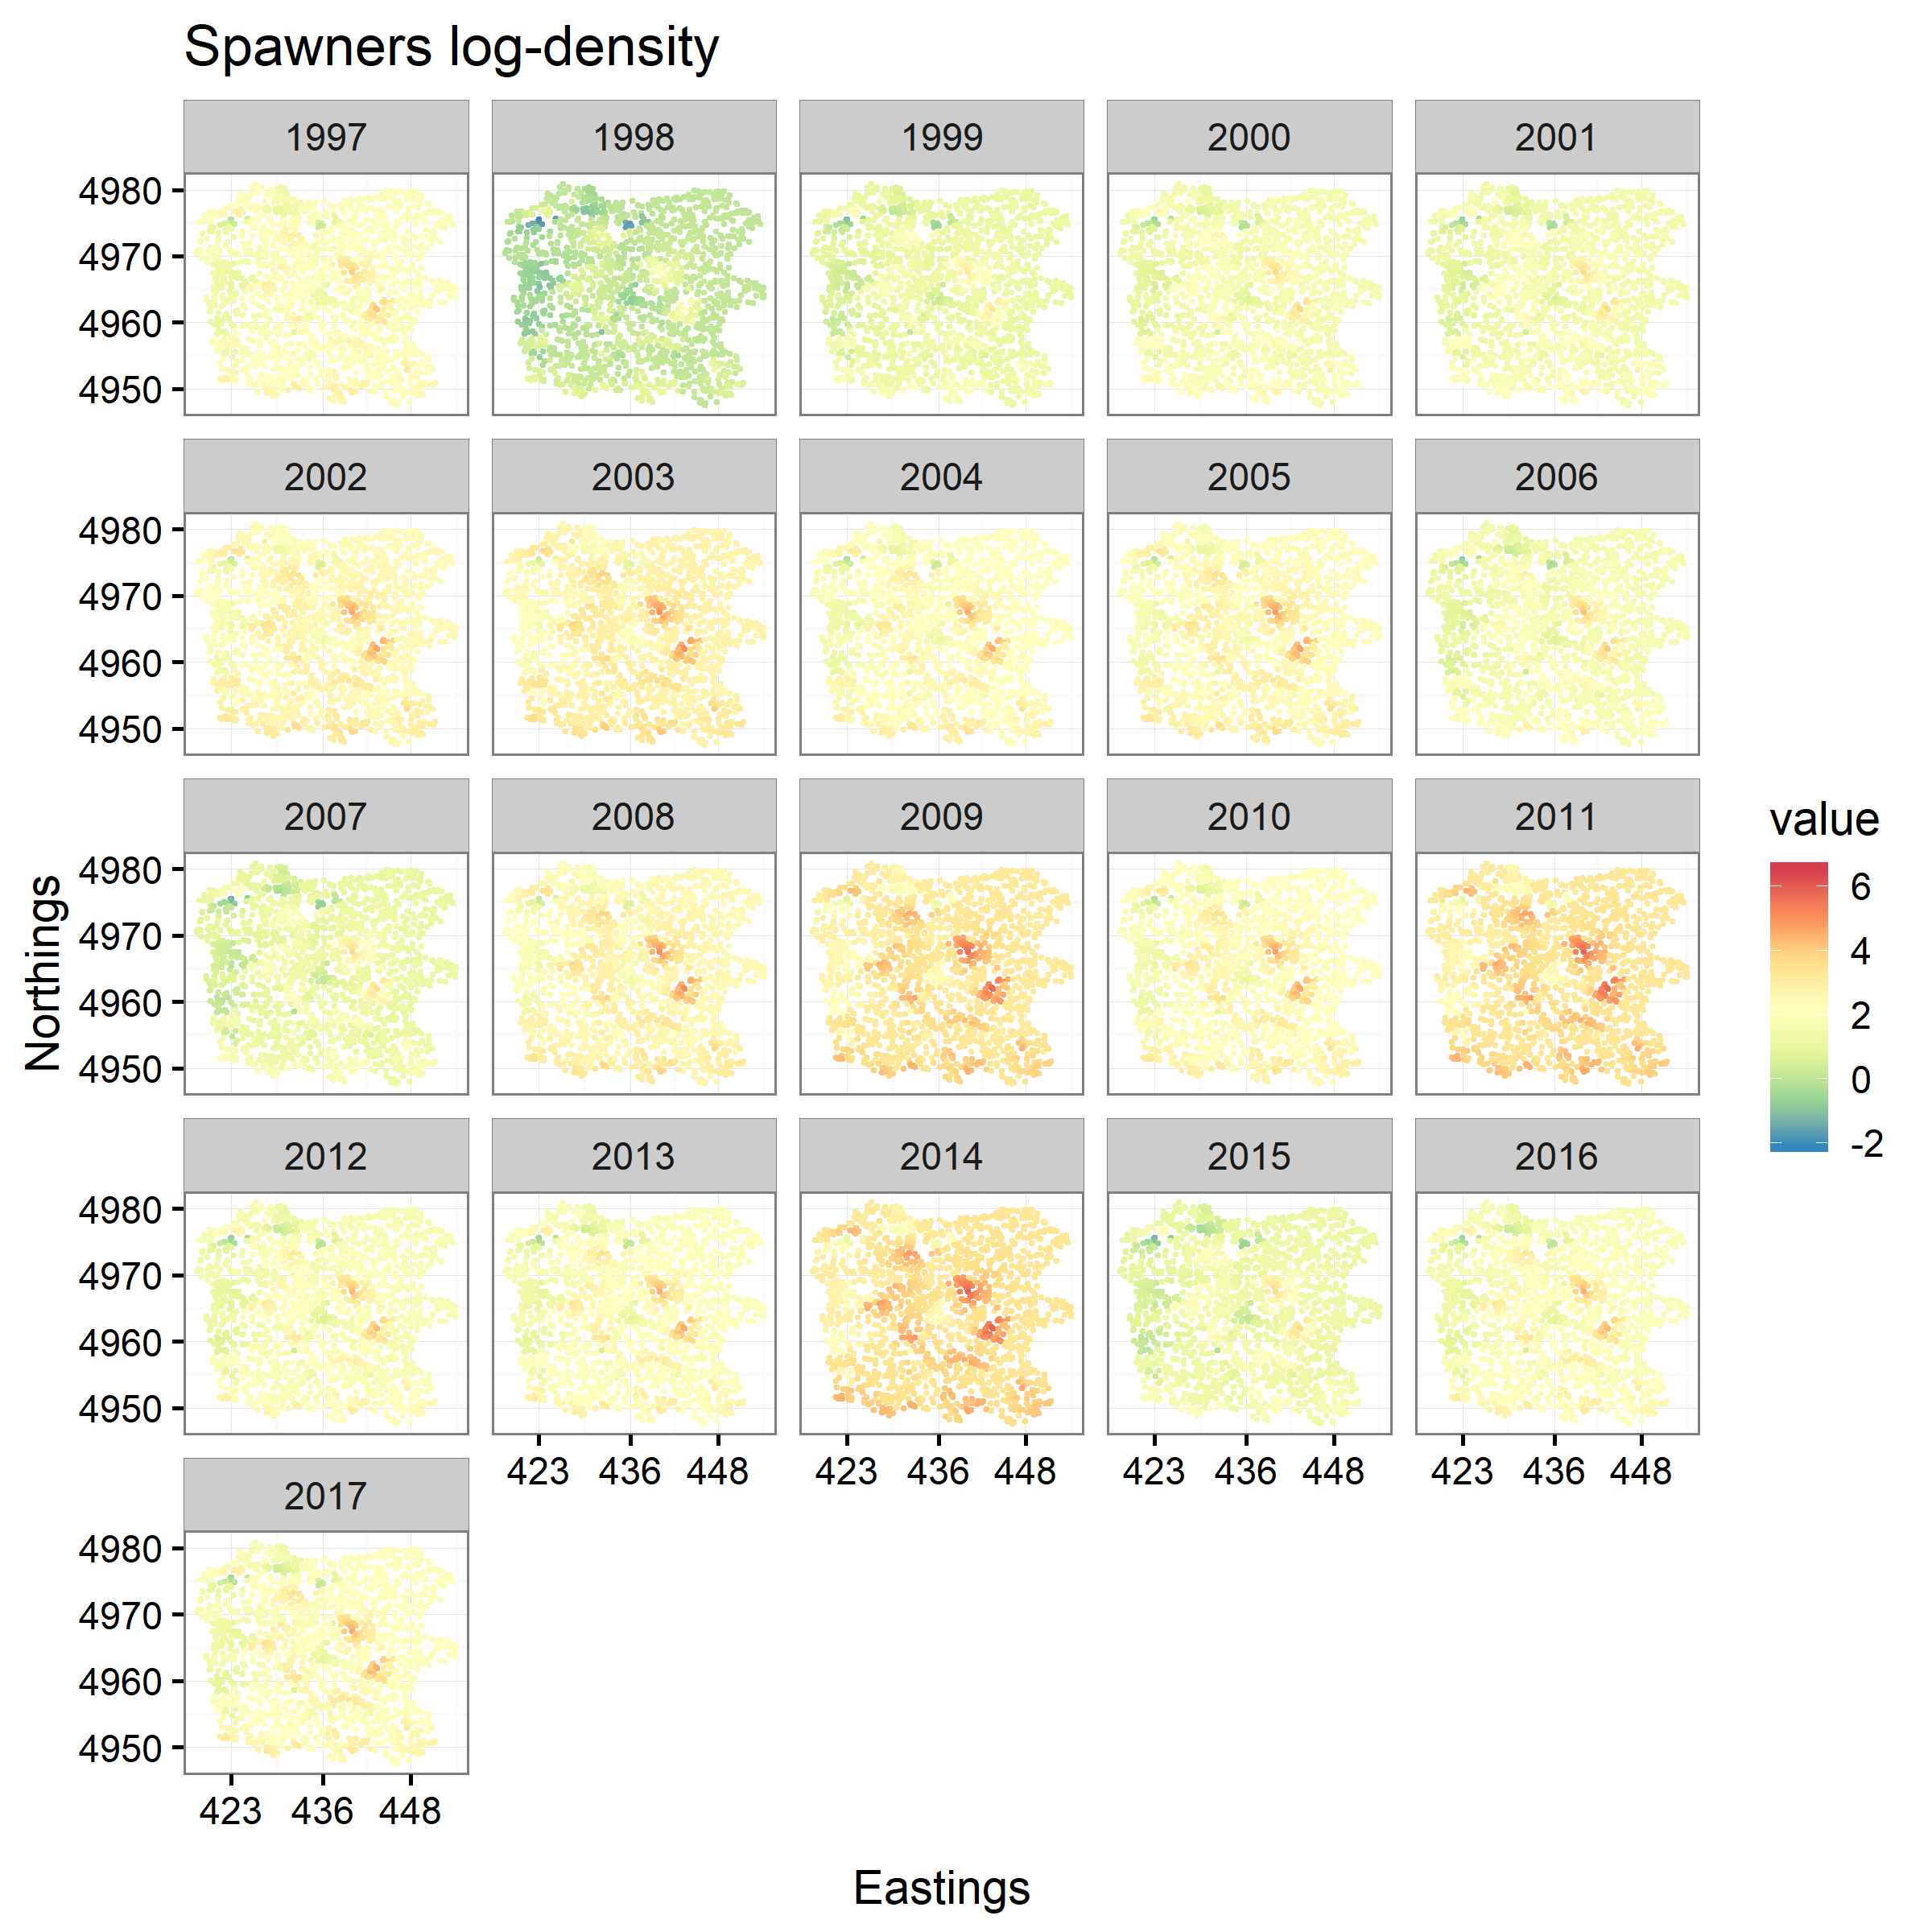 Spawners log-density
1997 1998 1999 2000 2001
4980
4970
4960
4950
2002 2003 2004 2005 2006
4980
4970
4960
4950
2007 2008 2009 2010 2011
4980
4970
4960
4950
2012 2013 2014 2015 2016
4980
4970
4960
4950
423 436 448 423 436 448 423 436 448 423 436 448
2017
4980
4970
4960
4950
423 436 448
Eastings
Northings
value
6
4
2
0
-2